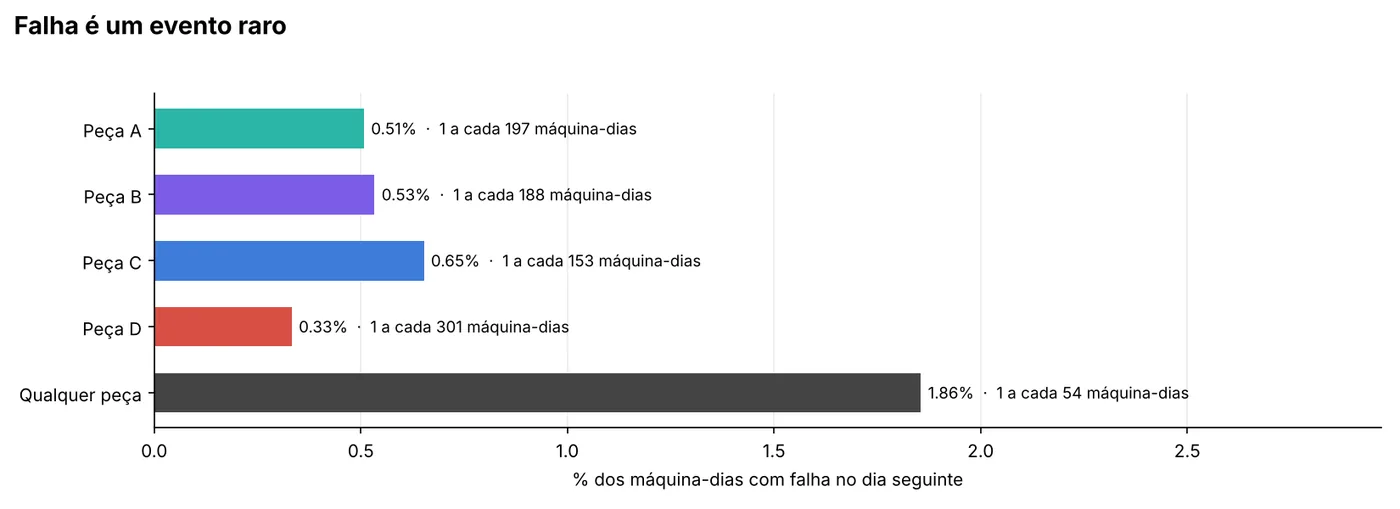 Falha é um evento raro
Peça A
0.51% · 1 a cada 197 máquina-dias
Peça B
0.53% · 1 a cada 188 máquina-dias
Peça C
0.65% · 1 a cada 153 máquina-dias
Peça D
0.33% · 1 a cada 301 máquina-dias
Qualquer peça
1.86% · 1 a cada 54 máquina-dias
0.0 0.5 1.0 1.5 2.0 2.5
% dos máquina-dias com falha no dia seguinte